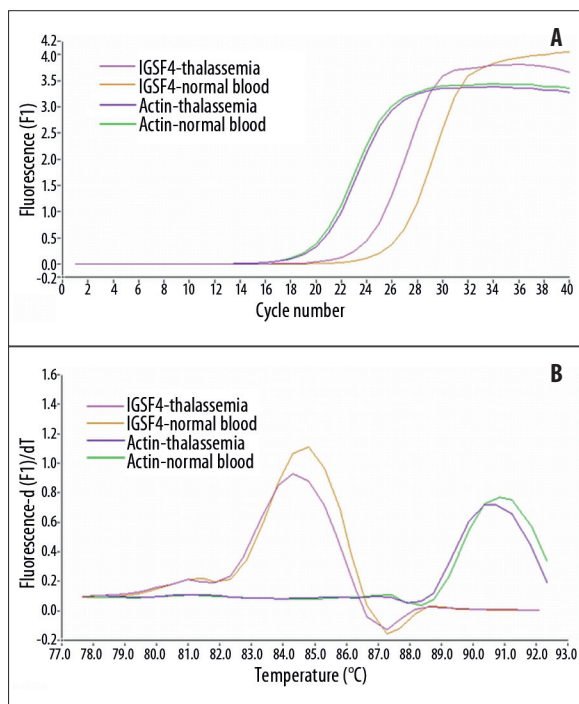 A
4.2
4.0
3.5
3.0
2.5
2.0
1.5
1.0
0.5
0.0
-0.2
Fluorescence (F1)
IGSF4-thalassemia
IGSF4-normal blood
Actin-thalassemia
Actin-normal blood
0 2 4 6 8 10 12 14 16 18 20 22 24 26 28 30 32 34 36 38 40
Cycle number
B
1.6
1.4
1.2
1.0
0.8
0.6
0.4
0.2
0.0
-0.2
Fluorescence-d (F1)/dT
IGSF4-thalassemia
IGSF4-normal blood
Actin-thalassemia
Actin-normal blood
77.0 78.0 79.0 80.0 81.0 82.0 83.0 84.0 85.0 86.0 87.0 88.0 89.0 90.0 91.0 92.0 93.0
Temperature (°C)